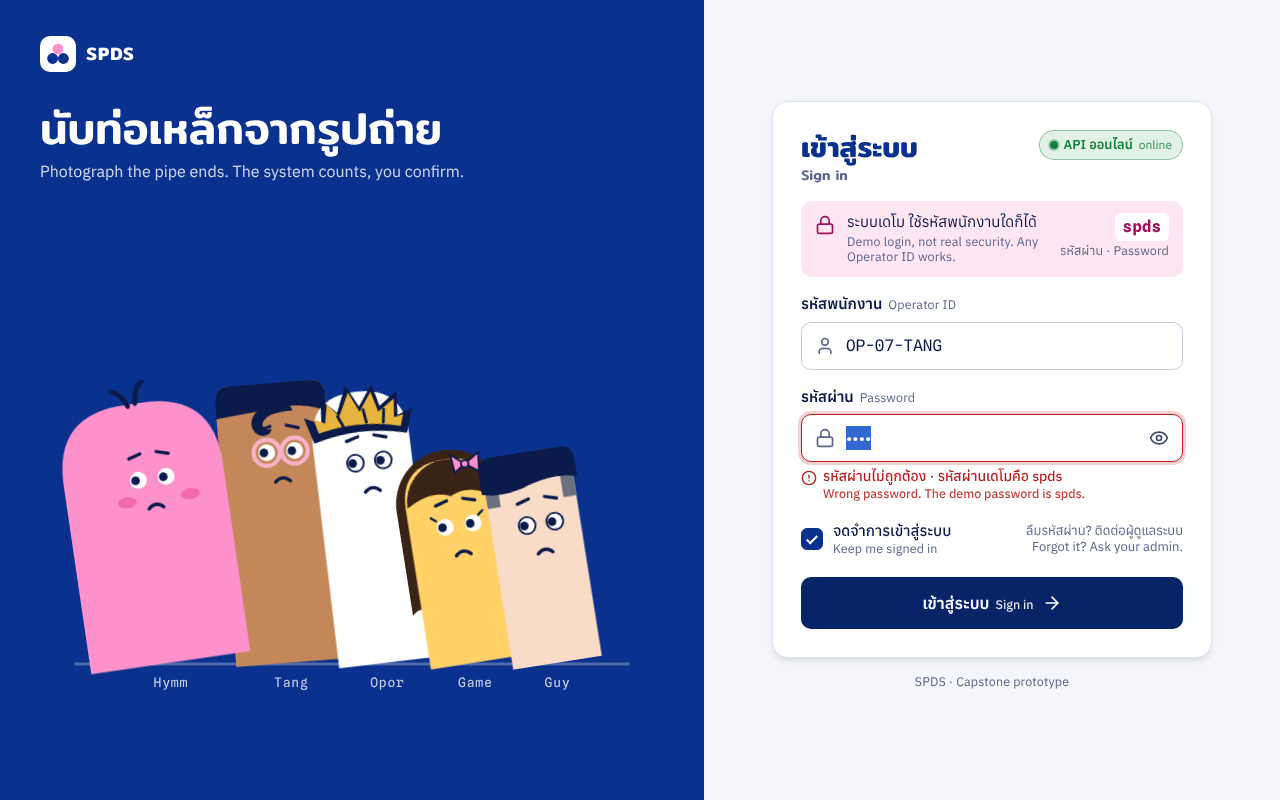 SPDS
นับท่อเหล็กจากรูปถ่าย
Photograph the pipe ends. The system counts, you confirm.
Hymm
Tang
Opor
Game
Guy
เข้าสู่ระบบ
Sign in
API ออนไลน์ online
ระบบเดโม ใช้รหัสพนักงานใดก็ได้
Demo login, not real security. Any
Operator ID works.
spds
รหัสผ่าน · Password
รหัสพนักงาน Operator ID
OP-07-TANG
รหัสผ่าน Password
••••
รหัสผ่านไม่ถูกต้อง · รหัสผ่านเดโมคือ spds
Wrong password. The demo password is spds.
จดจำการเข้าสู่ระบบ
Keep me signed in
ลืมรหัสผ่าน? ติดต่อผู้ดูแลระบบ
Forgot it? Ask your admin.
เข้าสู่ระบบ Sign in →
SPDS · Capstone prototype